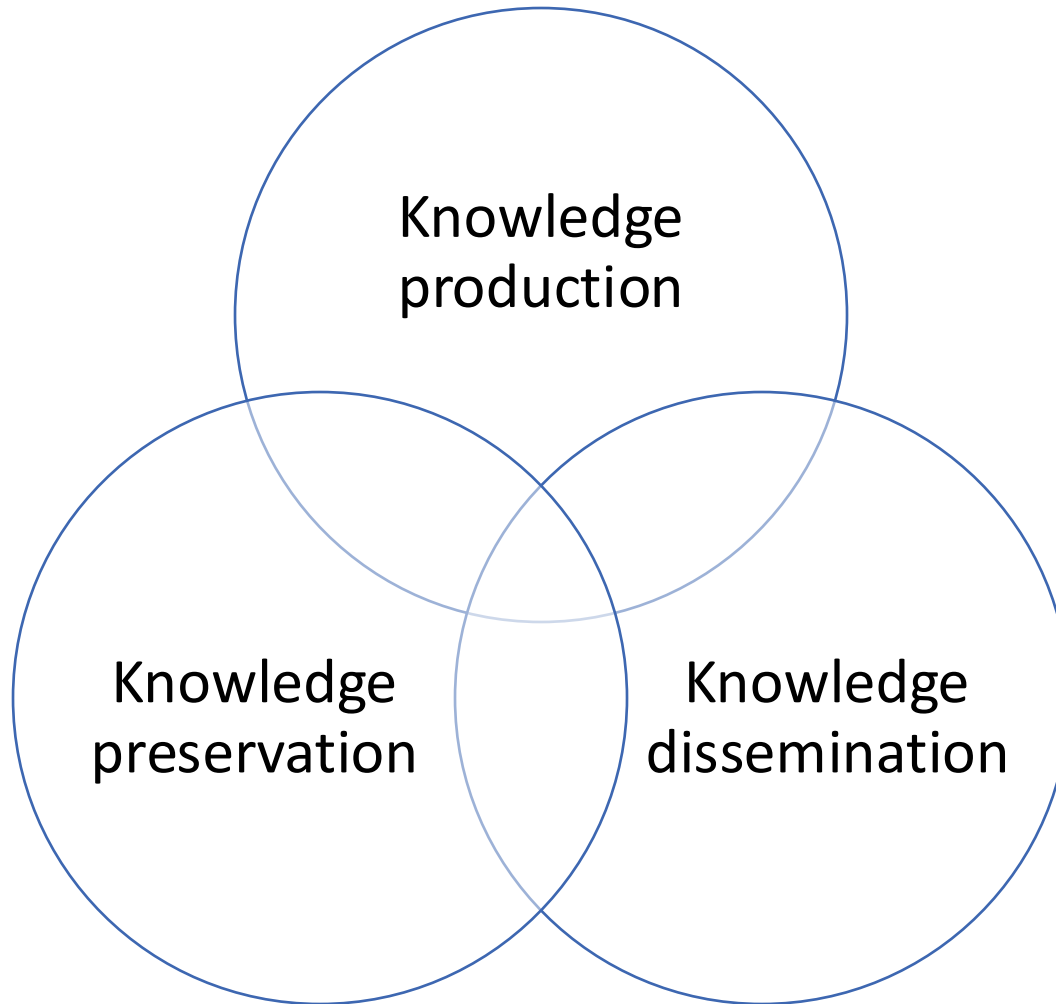 Knowledge
production
Knowledge
preservation
Knowledge
dissemination